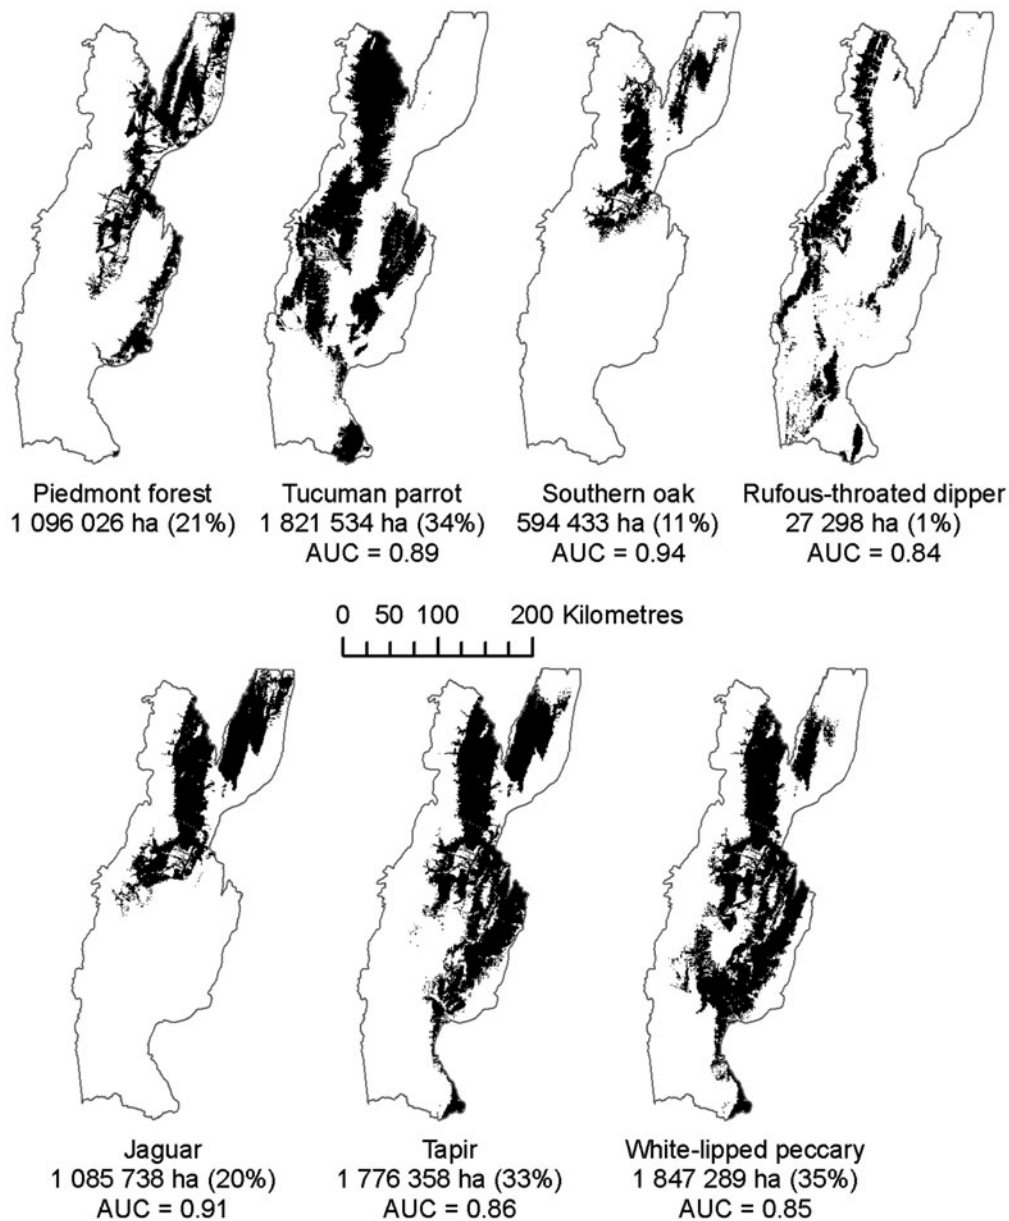 Piedmont forest
1 096 026 ha (21%)
Tucuman parrot
1 821 534 ha (34%)
AUC = 0.89
Southern oak
594 433 ha (11%)
AUC = 0.94
Rufous-throated dipper
27 298 ha (1%)
AUC = 0.84
0 50 100 200 Kilometres
Jaguar
1 085 738 ha (20%)
AUC = 0.91
Tapir
1 776 358 ha (33%)
AUC = 0.86
White-lipped peccary
1 847 289 ha (35%)
AUC = 0.85